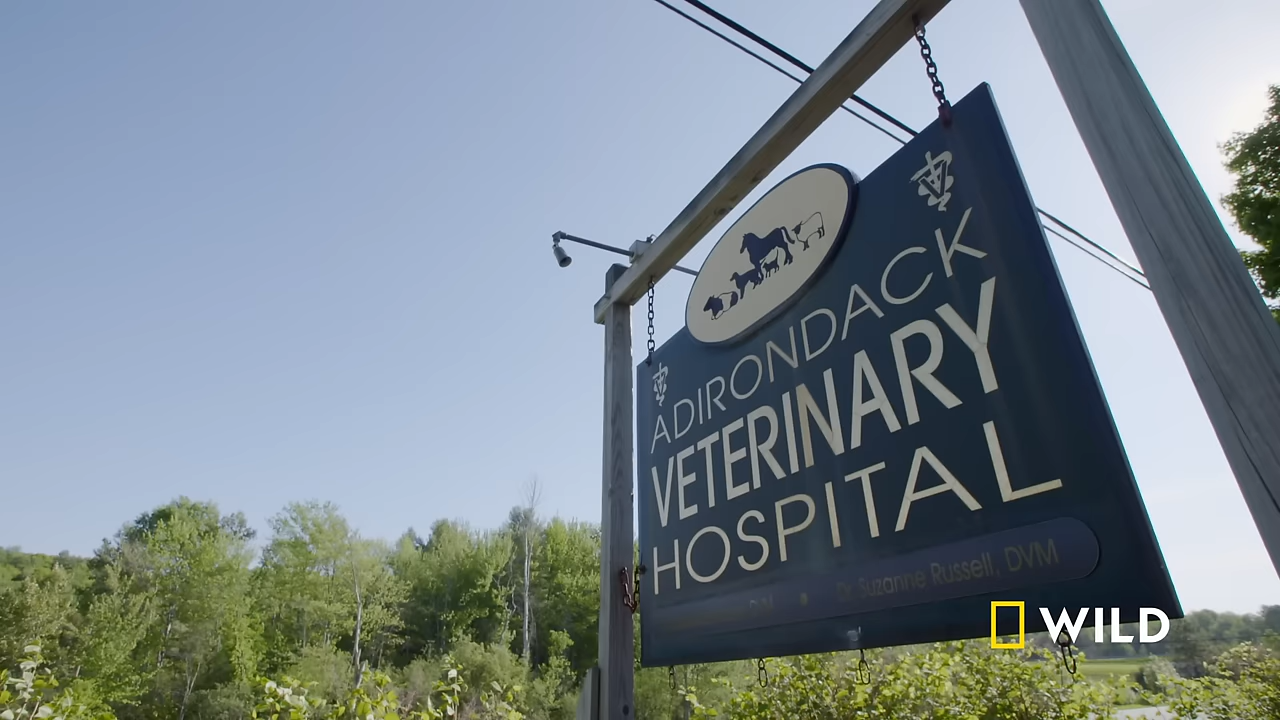 ADIRONDACK
VETERINARY
HOSPITAL
Dr. Suzanne Russell, DVM
WILD